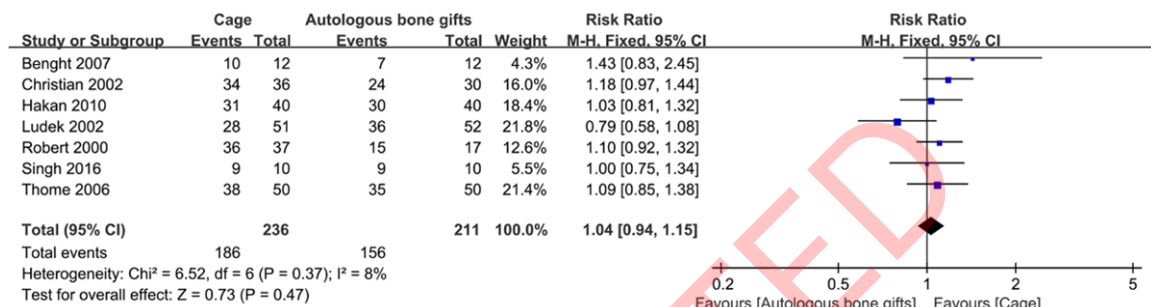 Cage Autologous bone gifts Risk Ratio Risk Ratio
Study or Subgroup Events Total Events Total Weight M-H, Fixed, 95% CI M-H, Fixed, 95% CI
Benght 2007 10 12 7 12 4.3% 1.43 [0.83, 2.45]
Christian 2002 34 36 24 30 16.0% 1.18 [0.97, 1.44]
Hakan 2010 31 40 30 40 18.4% 1.03 [0.81, 1.32]
Ludek 2002 28 51 36 52 21.8% 0.79 [0.58, 1.08]
Robert 2000 36 37 15 17 12.6% 1.10 [0.92, 1.32]
Singh 2016 9 10 9 10 5.5% 1.00 [0.75, 1.34]
Thome 2006 38 50 35 50 21.4% 1.09 [0.85, 1.38]
Total (95% CI) 236 211 100.0% 1.04 [0.94, 1.15]
Total events 186 156
Heterogeneity: Chi² = 6.52, df = 6 (P = 0.37); I² = 8%
Test for overall effect: Z = 0.73 (P = 0.47)
0.2 0.5 1 2 5
Favours [Autologous bone gifts] Favours [Cage]
TED